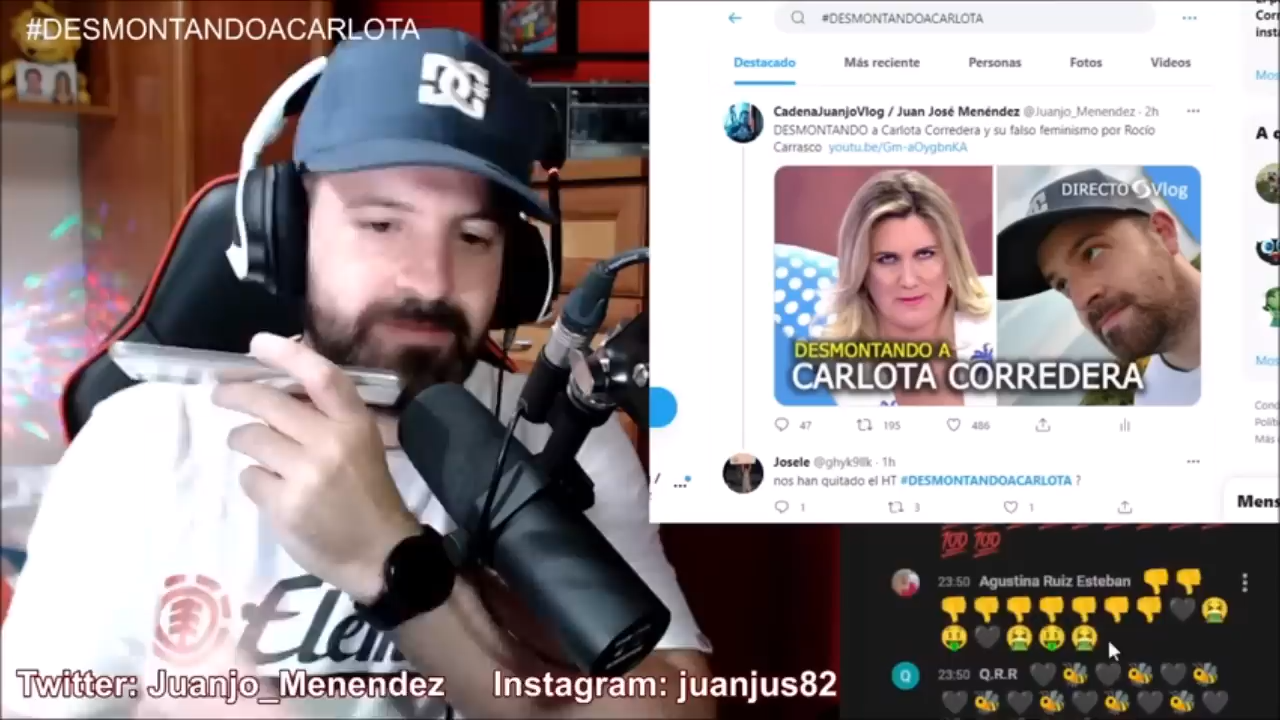 #DESMONTANDOACARLOTA
#DESMONTANDOACARLOTA
Destacado
Más reciente
Personas
Fotos
Videos
CadenaJuanjoVlog / Juan José Menéndez @Juanjo_Menendez · 2h
DESMONTANDO a Carlota Corredera y su falso feminismo por Rocío
Carrasco youtu.be/Gm-aOygbnKA
DIRECTO Vlog
DESMONTANDO A
CARLOTA CORREDERA
47
195
486
Josele @ghyk9llk · 1h
nos han quitado el HT #DESMONTANDOACARLOTA ?
1
3
1
Mens
DC
Elem
💯 💯
23:50 Agustina Ruiz Esteban 👎 👎
👎 👎 👎 👎 👎 👎 👎 🖤 🤮
🤑 🖤 🤮 🤑 🤮
Q
23:50 Q.R.R 🖤 🐝 🖤 🐝 🖤 🐝
🖤 🐝 🖤 🐝 🖤 🐝 🖤 🐝 🖤
Twitter: Juanjo_Menendez
Instagram: juanjus82